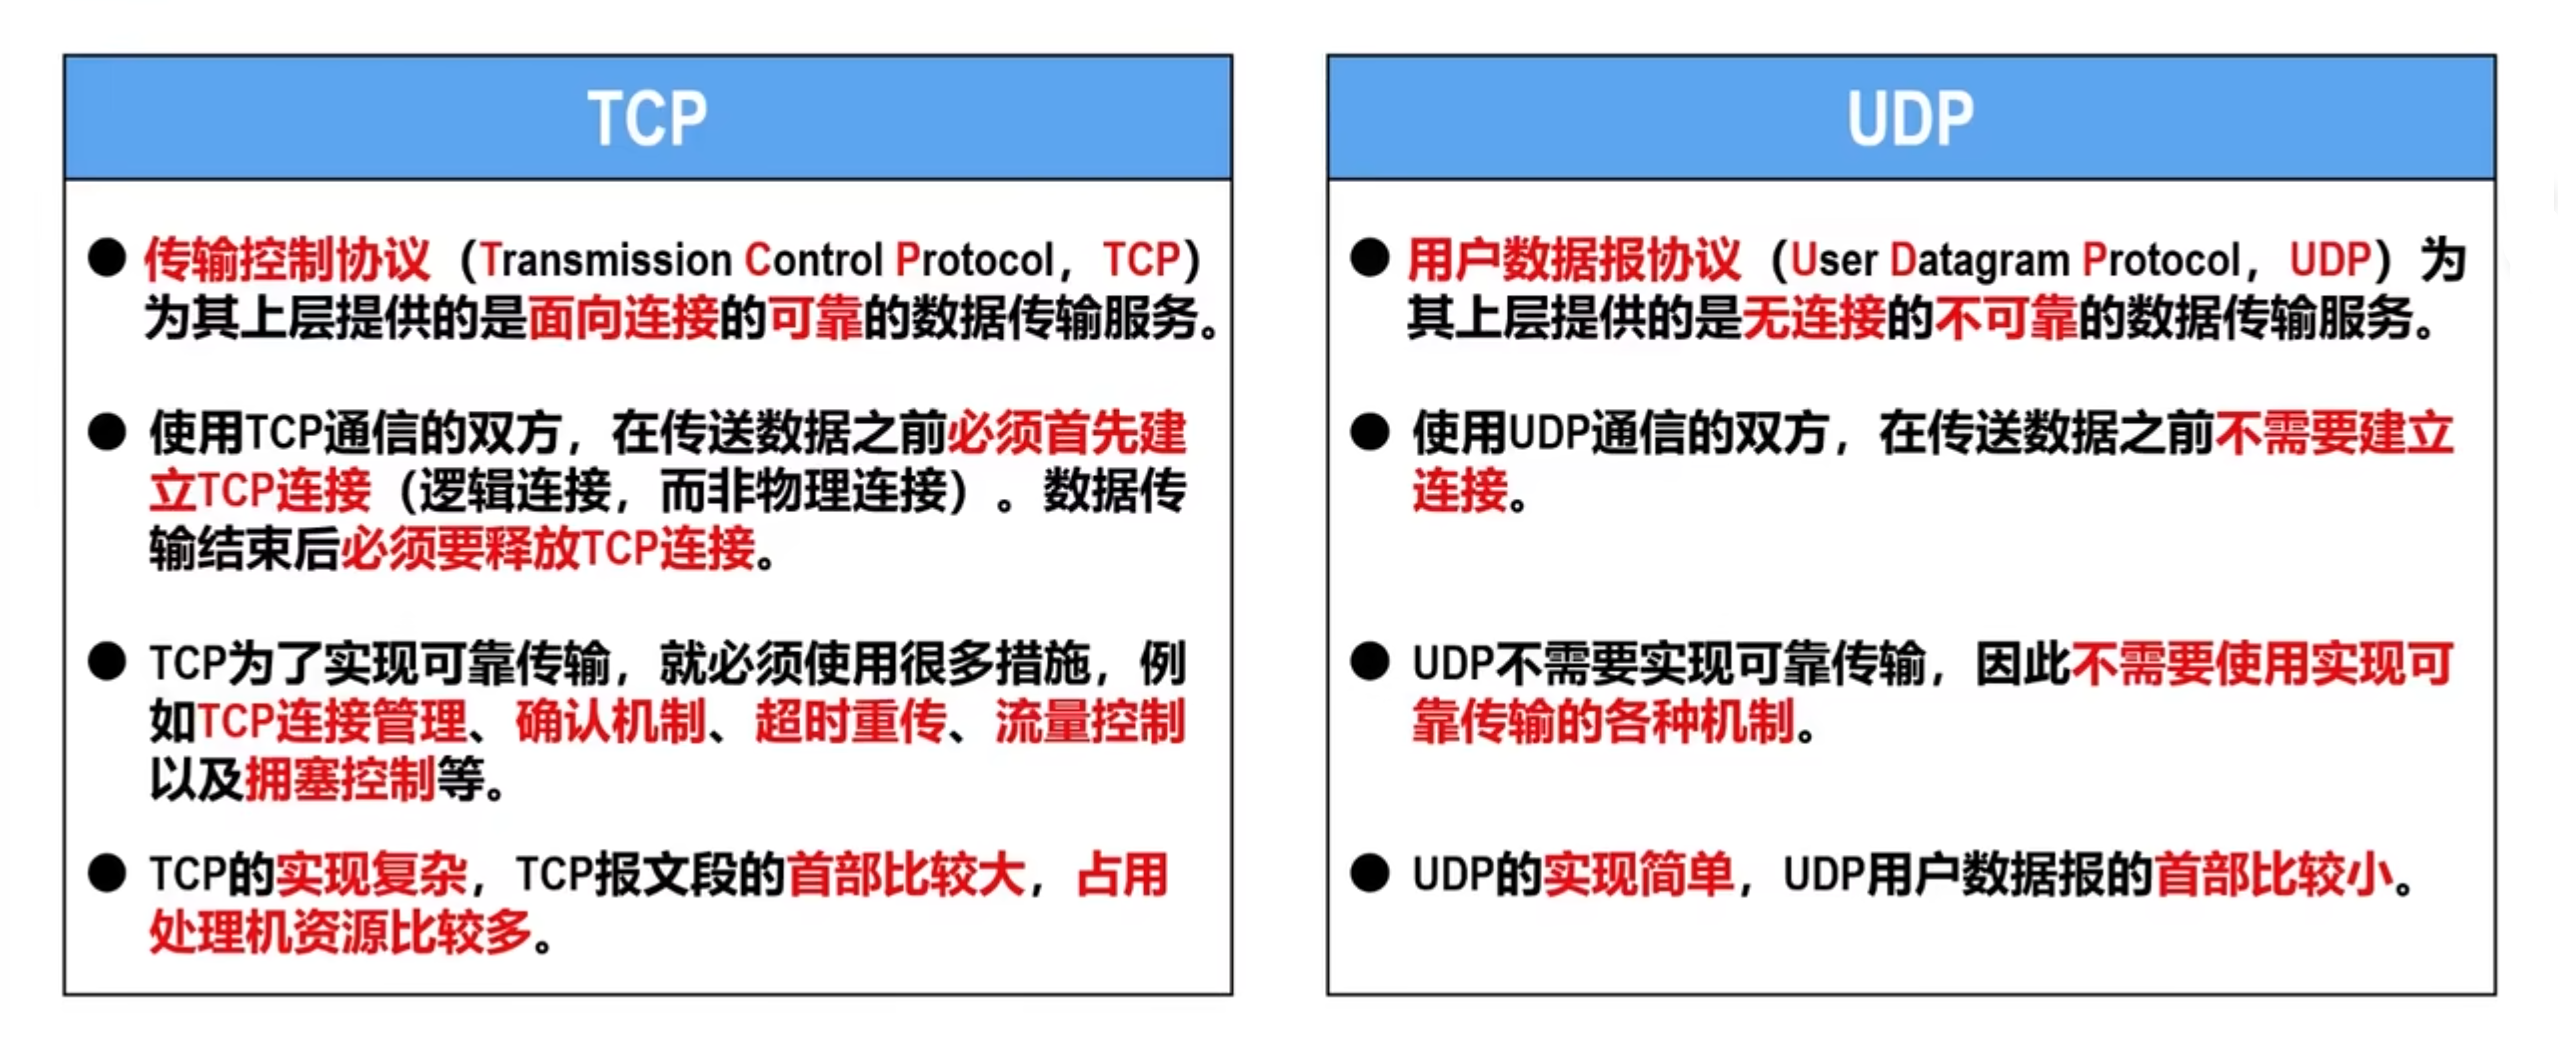 TCP
● 传输控制协议（Transmission Control Protocol，TCP）
为其上层提供的是面向连接的可靠的数据传输服务。
● 使用TCP通信的双方，在传送数据之前必须首先建
立TCP连接（逻辑连接，而非物理连接）。数据传
输结束后必须要释放TCP连接。
● TCP为了实现可靠传输，就必须使用很多措施，例
如TCP连接管理、确认机制、超时重传、流量控制
以及拥塞控制等。
● TCP的实现复杂，TCP报文段的首部比较大，占用
处理机资源比较多。
UDP
● 用户数据报协议（User Datagram Protocol，UDP）为
其上层提供的是无连接的不可靠的数据传输服务。
● 使用UDP通信的双方，在传送数据之前不需要建立
连接。
● UDP不需要实现可靠传输，因此不需要使用实现可
靠传输的各种机制。
● UDP的实现简单，UDP用户数据报的首部比较小。